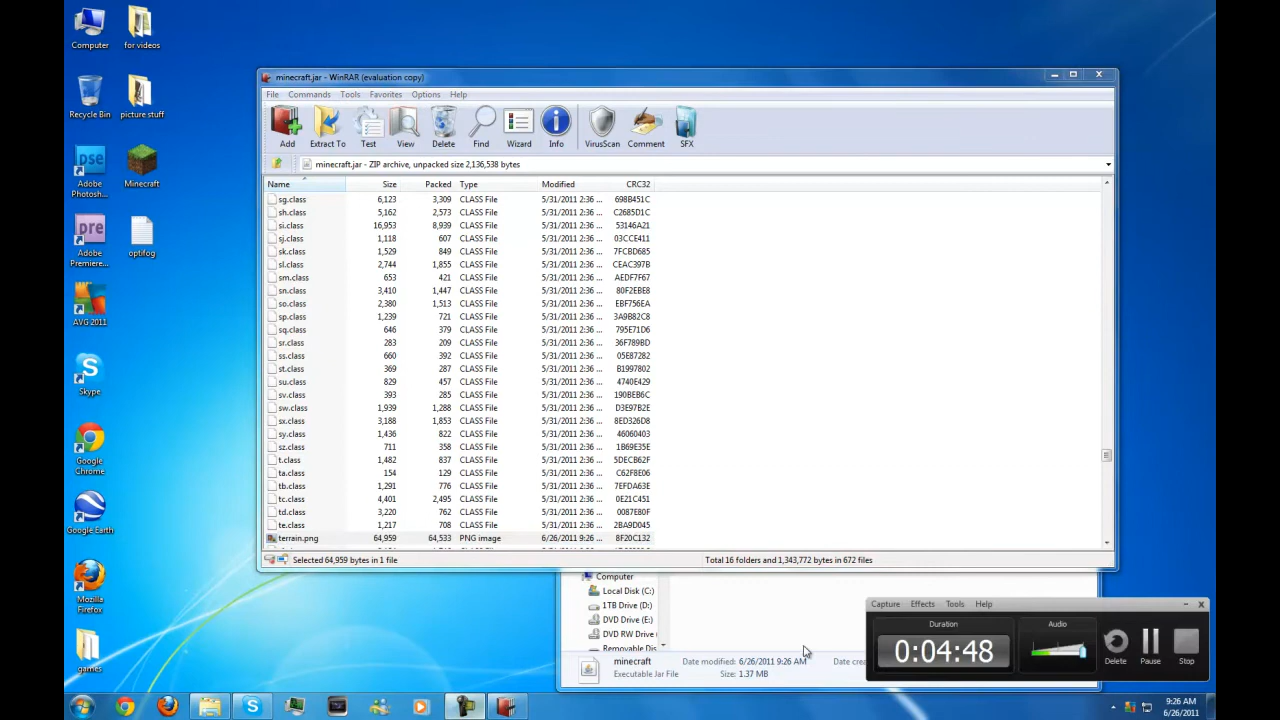 Computer
for videos
Recycle Bin
picture stuff
Adobe Photosh...
Minecraft
Adobe Premiere...
optifog
AVG 2011
Skype
Google Chrome
Google Earth
Mozilla Firefox
games
minecraft.jar - WinRAR (evaluation copy)
File Commands Tools Favorites Options Help
Add Extract To Test View Delete Find Wizard Info VirusScan Comment SFX
minecraft.jar - ZIP archive, unpacked size 2,136,538 bytes
Name Size Packed Type Modified CRC32
sg.class 6,123 3,309 CLASS File 5/31/2011 2:36 ... 698B451C
sh.class 5,162 2,573 CLASS File 5/31/2011 2:36 ... C2685D1C
si.class 16,953 8,939 CLASS File 5/31/2011 2:36 ... 53146A21
sj.class 1,118 607 CLASS File 5/31/2011 2:36 ... 03CCE411
sk.class 1,529 849 CLASS File 5/31/2011 2:36 ... 7FCBD685
sl.class 2,744 1,855 CLASS File 5/31/2011 2:36 ... CEAC397B
sm.class 653 421 CLASS File 5/31/2011 2:36 ... AEDF7F67
sn.class 3,410 1,447 CLASS File 5/31/2011 2:36 ... 80F2EBE8
so.class 2,380 1,513 CLASS File 5/31/2011 2:36 ... EBF756EA
sp.class 1,239 721 CLASS File 5/31/2011 2:36 ... 3A9B82C8
sq.class 646 379 CLASS File 5/31/2011 2:36 ... 795E71D6
sr.class 283 209 CLASS File 5/31/2011 2:36 ... 36F789BD
ss.class 660 392 CLASS File 5/31/2011 2:36 ... 05E87282
st.class 369 287 CLASS File 5/31/2011 2:36 ... B1997802
su.class 829 457 CLASS File 5/31/2011 2:36 ... 4740E429
sv.class 393 285 CLASS File 5/31/2011 2:36 ... 190BEB6C
sw.class 1,939 1,288 CLASS File 5/31/2011 2:36 ... D3E97B2E
sx.class 3,188 1,853 CLASS File 5/31/2011 2:36 ... 8ED326D8
sy.class 1,436 822 CLASS File 5/31/2011 2:36 ... 46060403
sz.class 711 358 CLASS File 5/31/2011 2:36 ... 1B69E35E
t.class 1,482 837 CLASS File 5/31/2011 2:36 ... 5DECB62F
ta.class 154 129 CLASS File 5/31/2011 2:36 ... C62F8E06
tb.class 1,291 776 CLASS File 5/31/2011 2:36 ... 7EFDA63E
tc.class 4,401 2,495 CLASS File 5/31/2011 2:36 ... 0E21C451
td.class 3,220 762 CLASS File 5/31/2011 2:36 ... 0087E80F
te.class 1,217 708 CLASS File 5/31/2011 2:36 ... 2BA9D045
terrain.png 64,959 64,533 PNG image 6/26/2011 9:26 ... 8F20C132
Selected 64,959 bytes in 1 file Total 16 folders and 1,343,772 bytes in 672 files
Computer
Local Disk (C:)
1TB Drive (D:)
DVD Drive (E:)
DVD RW Drive
Removable Dis
minecraft Date modified: 6/26/2011 9:26 AM Date crea
Executable Jar File Size: 1.37 MB
Capture Effects Tools Help
Duration Audio
0:04:48
Delete Pause Stop
9:26 AM
6/26/2011